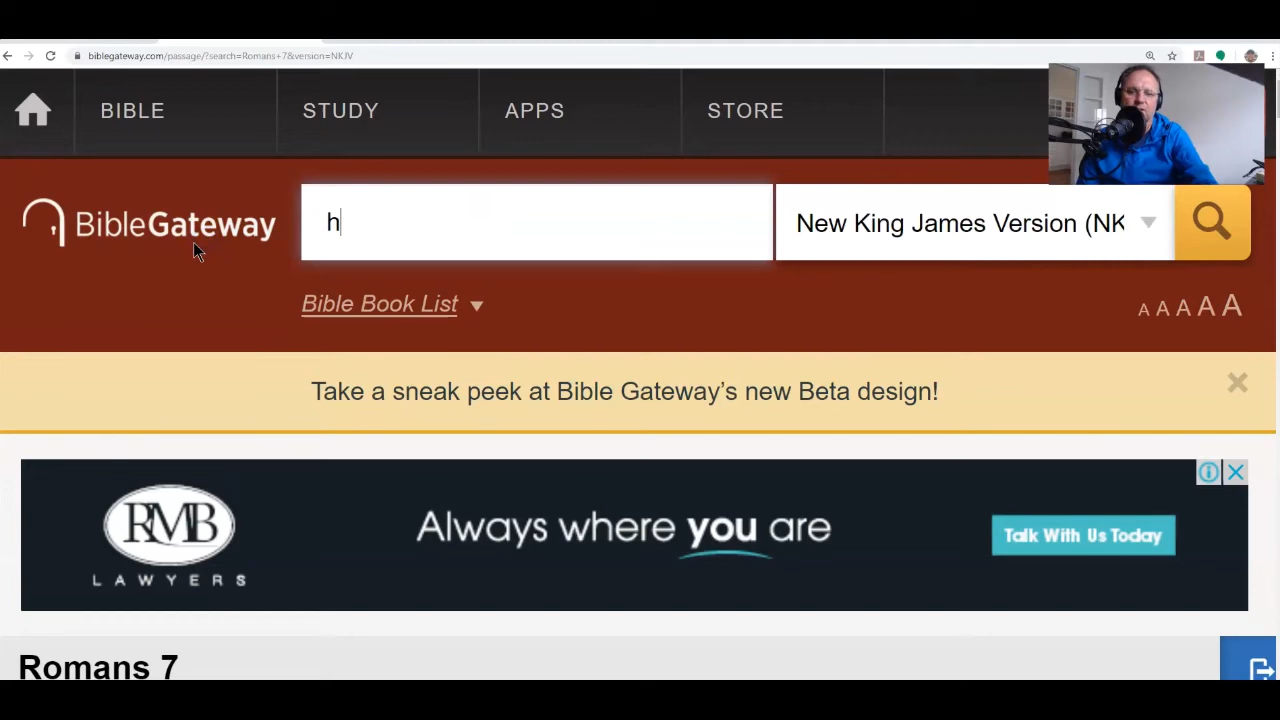 biblegateway.com/passage/?search=Romans+7&version=NKJV
BIBLE STUDY APPS STORE
BibleGateway
h
New King James Version (NK
Bible Book List
A A A A A
Take a sneak peek at Bible Gateway's new Beta design!
RMB
LAWYERS
Always where you are
Talk With Us Today
Romans 7